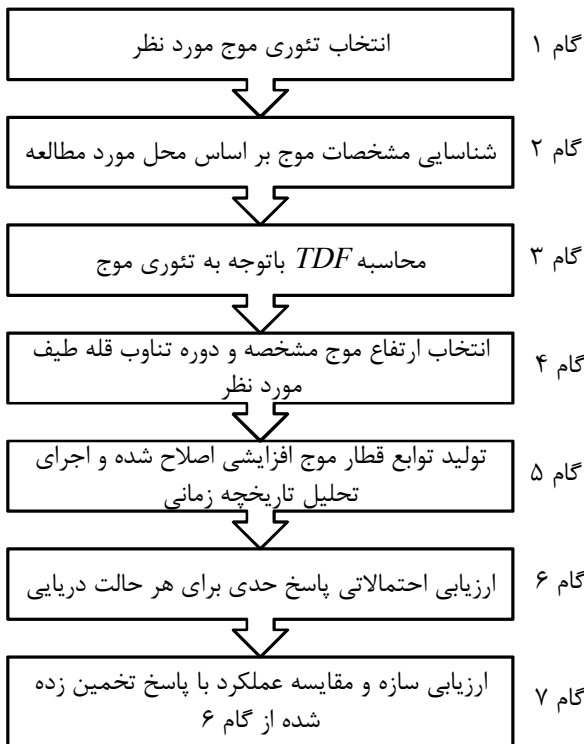 گام ۱
انتخاب تئوری موج مورد نظر
گام ۲
شناسایی مشخصات موج بر اساس محل مورد مطالعه
گام ۳
محاسبه TDF باتوجه به تئوری موج
گام ۴
انتخاب ارتفاع موج مشخصه و دوره تناوب قله طیف
مورد نظر
گام ۵
تولید توابع قطار موج افزایشی اصلاح شده و اجرای
تحلیل تاریخچه زمانی
گام ۶
ارزیابی احتمالاتی پاسخ حدی برای هر حالت دریایی
گام ۷
ارزیابی سازه و مقایسه عملکرد با پاسخ تخمین زده
شده از گام ۶